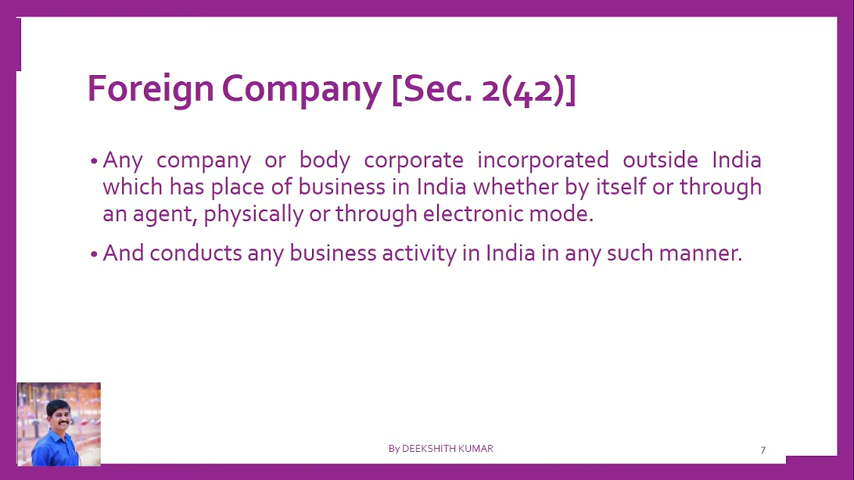 Foreign Company [Sec. 2(42)]
• Any company or body corporate incorporated outside India
which has place of business in India whether by itself or through
an agent, physically or through electronic mode.
• And conducts any business activity in India in any such manner.
By DEEKSHITH KUMAR
7